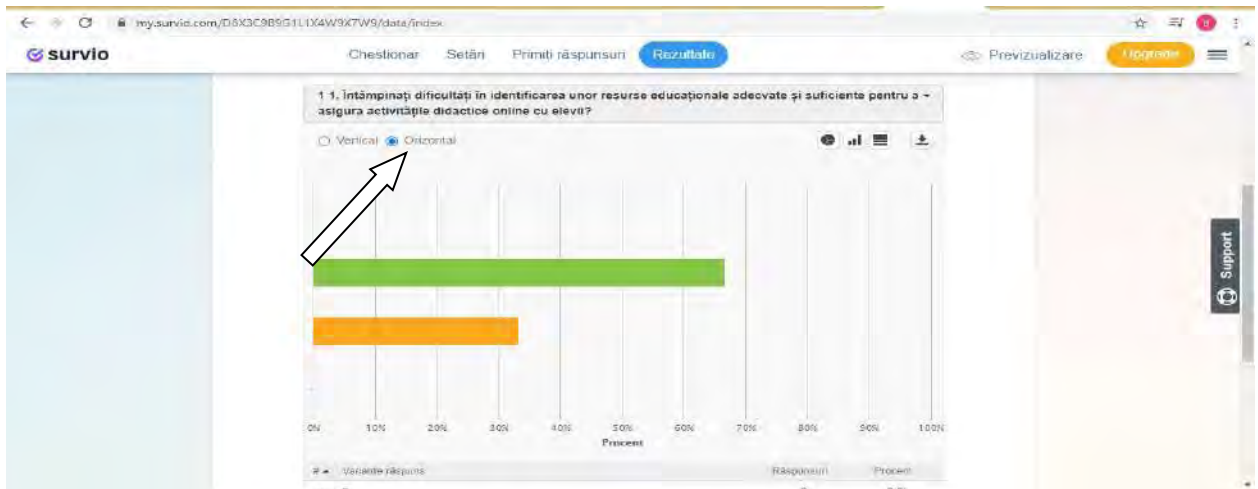 my.survio.com/D8X3C9B9S1L1X4W9X7W9/data/index
survio Chestionar Setări Primiți răspunsuri Rezultate Previzualizare Upgrade
1 1. Întâmpinați dificultăți în identificarea unor resurse educaționale adecvate și suficiente pentru a
asigura activitățile didactice online cu elevii?
Vertical Orizontal
0% 10% 20% 30% 40% 50% 60% 70% 80% 90% 100%
Procent
# Variante răspuns Răspunsuri Procent
Support